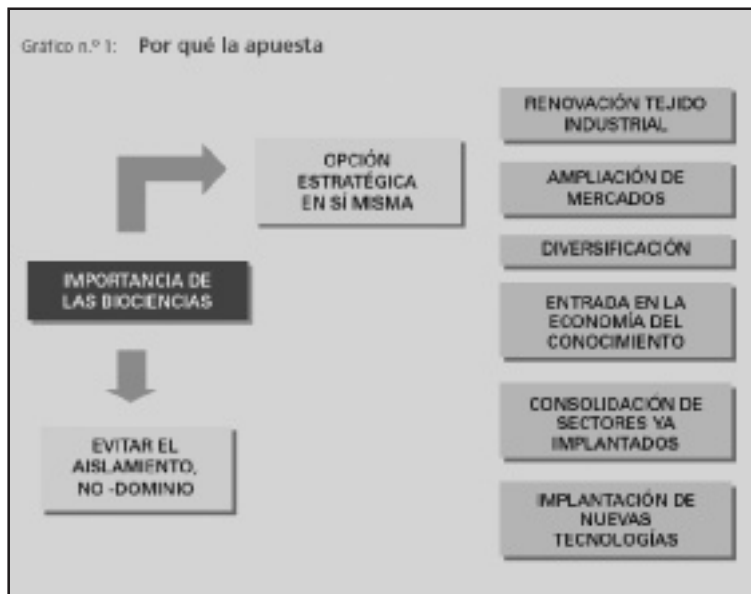 Gráfico n.º 1: Por qué la apuesta
OPCIÓN
ESTRATÉGICA
EN SÍ MISMA
IMPORTANCIA DE
LAS BIOCIENCIAS
EVITAR EL
AISLAMIENTO,
NO -DOMINIO
RENOVACIÓN TEJIDO
INDUSTRIAL
AMPLIACIÓN DE
MERCADOS
DIVERSIFICACIÓN
ENTRADA EN LA
ECONOMÍA DEL
CONOCIMIENTO
CONSOLIDACIÓN DE
SECTORES YA
IMPLANTADOS
IMPLANTACIÓN DE
NUEVAS
TECNOLOGÍAS